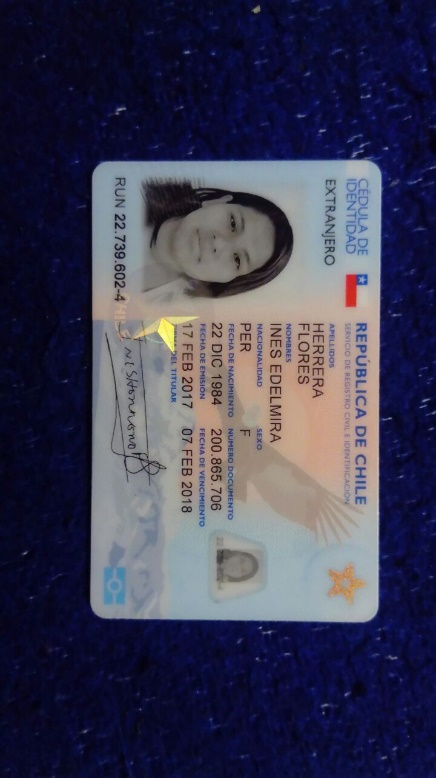 CÉDULA DE
IDENTIDAD
REPÚBLICA DE CHILE
SERVICIO DE REGISTRO CIVIL E IDENTIFICACIÓN
EXTRANJERO
APELLIDOS
HERRERA
FLORES
NOMBRES
INES EDELMIRA
NACIONALIDAD SEXO
PER F
FECHA DE NACIMIENTO NÚMERO DOCUMENTO
22 DIC 1984 200.865.706
FECHA DE EMISIÓN FECHA DE VENCIMIENTO
17 FEB 2017 07 FEB 2018
DEL TITULAR
RUN 22.739.602-4